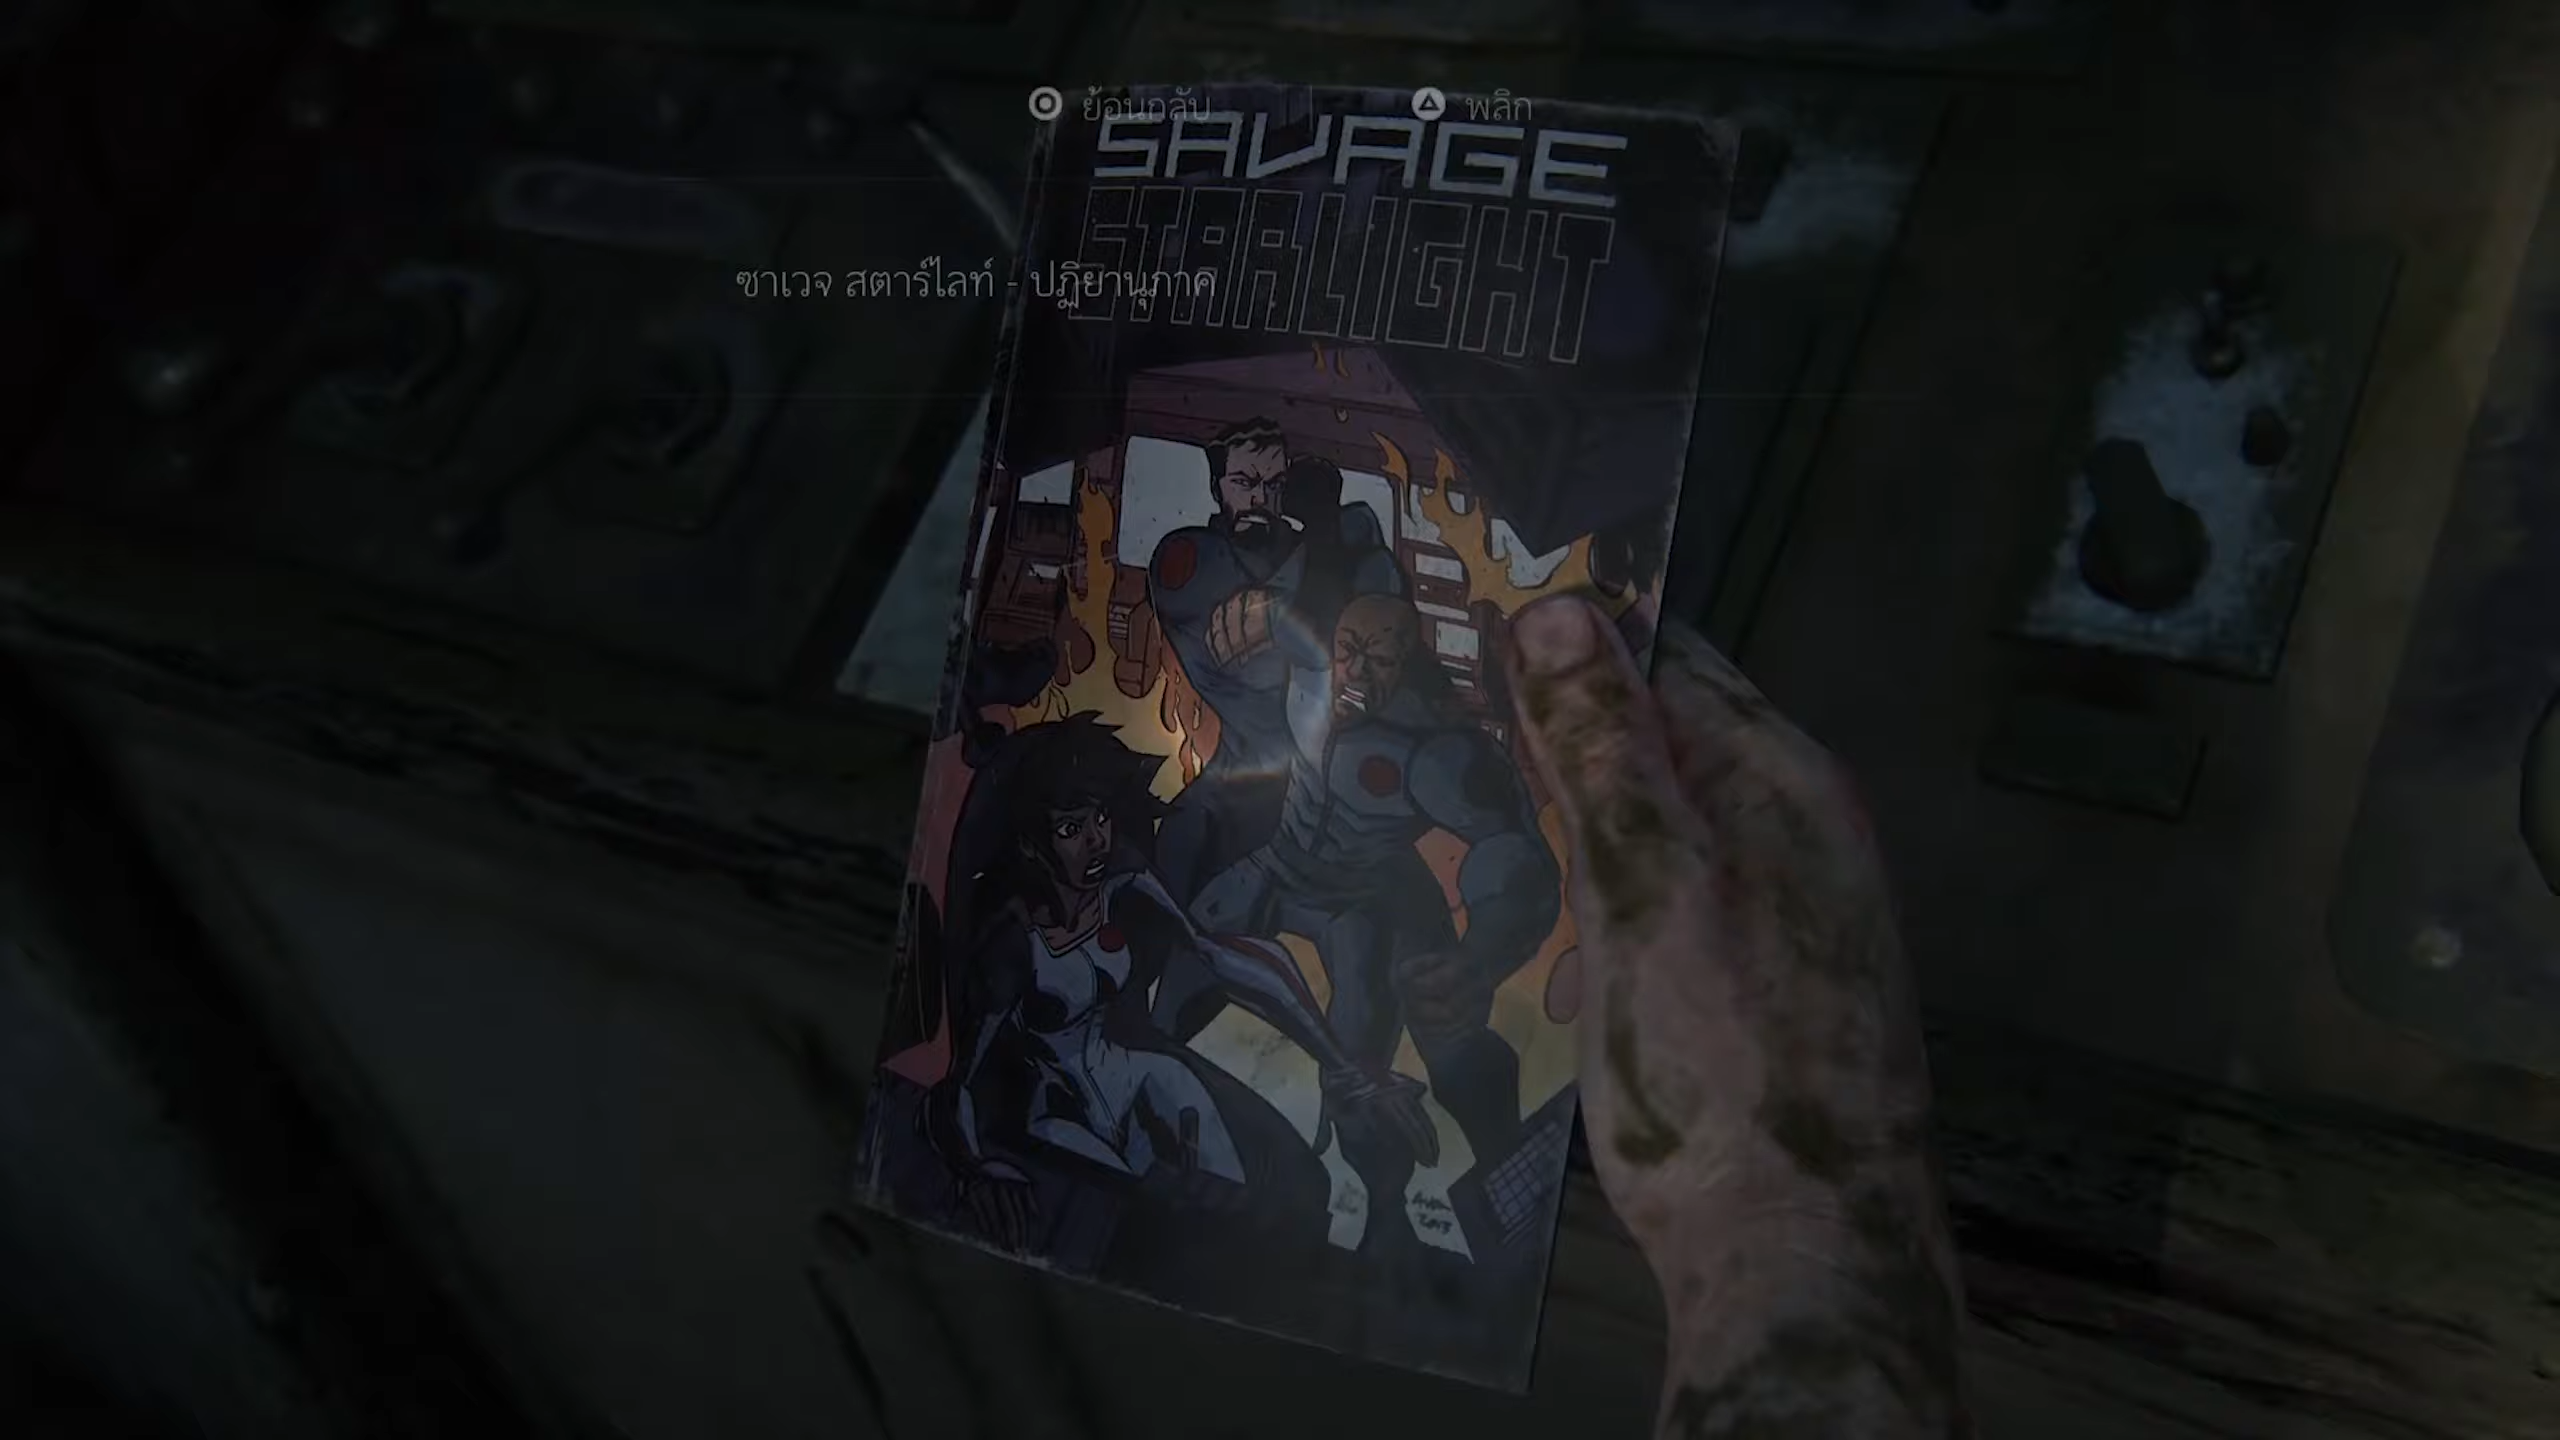 ย้อนกลับ
พลิก
SAVAGE
STARLIGHT
ซาเวจ สตาร์ไลท์ - ปฏิยานุภาค
2013